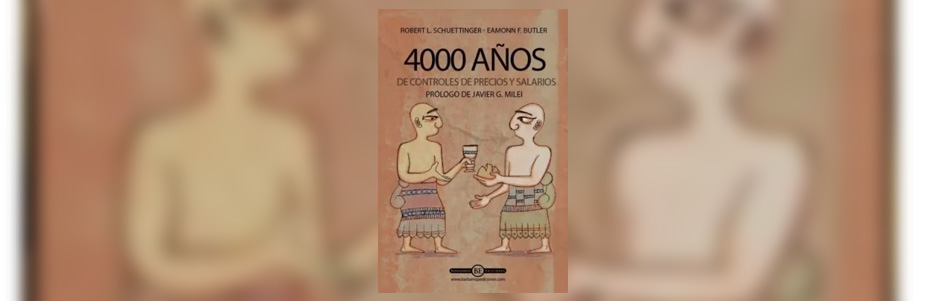 ROBERT L. SCHUETTINGER - EAMONN F. BUTLER
4000 AÑOS
DE CONTROLES DE PRECIOS Y SALARIOS
PRÓLOGO DE JAVIER G. MILEI